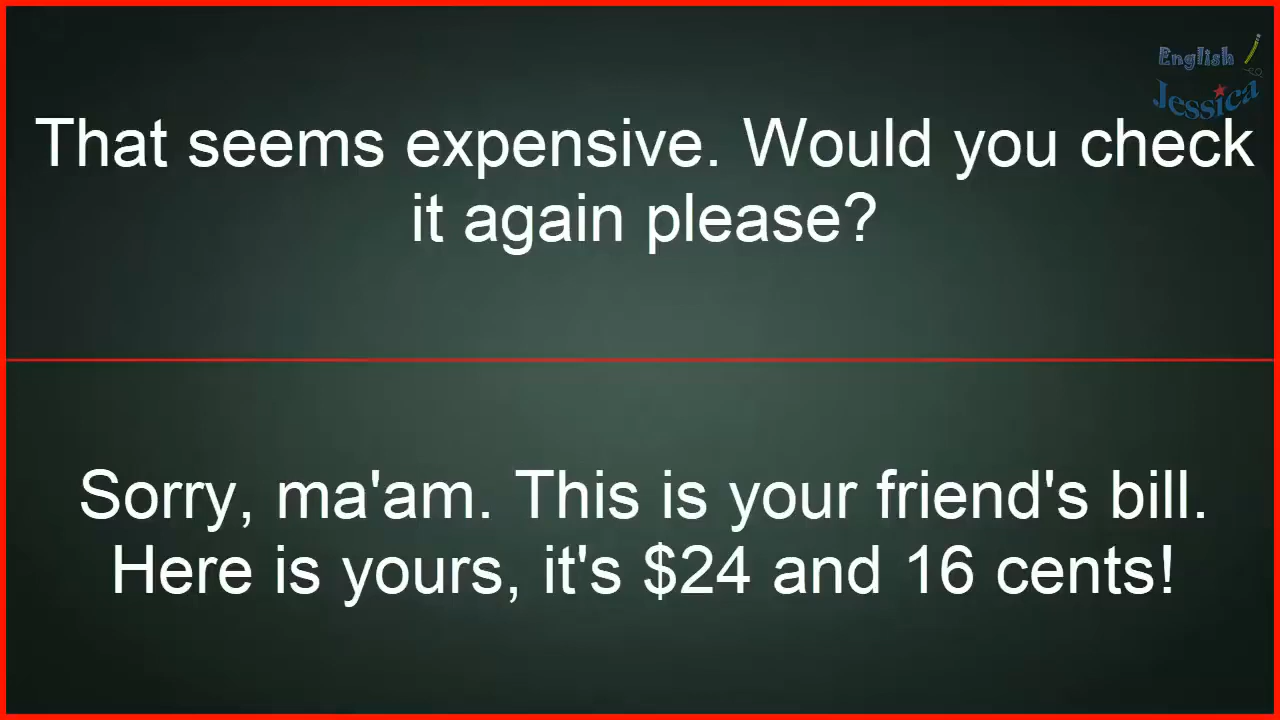 English
Jessica
That seems expensive. Would you check
it again please?
Sorry, ma'am. This is your friend's bill.
Here is yours, it's $24 and 16 cents!